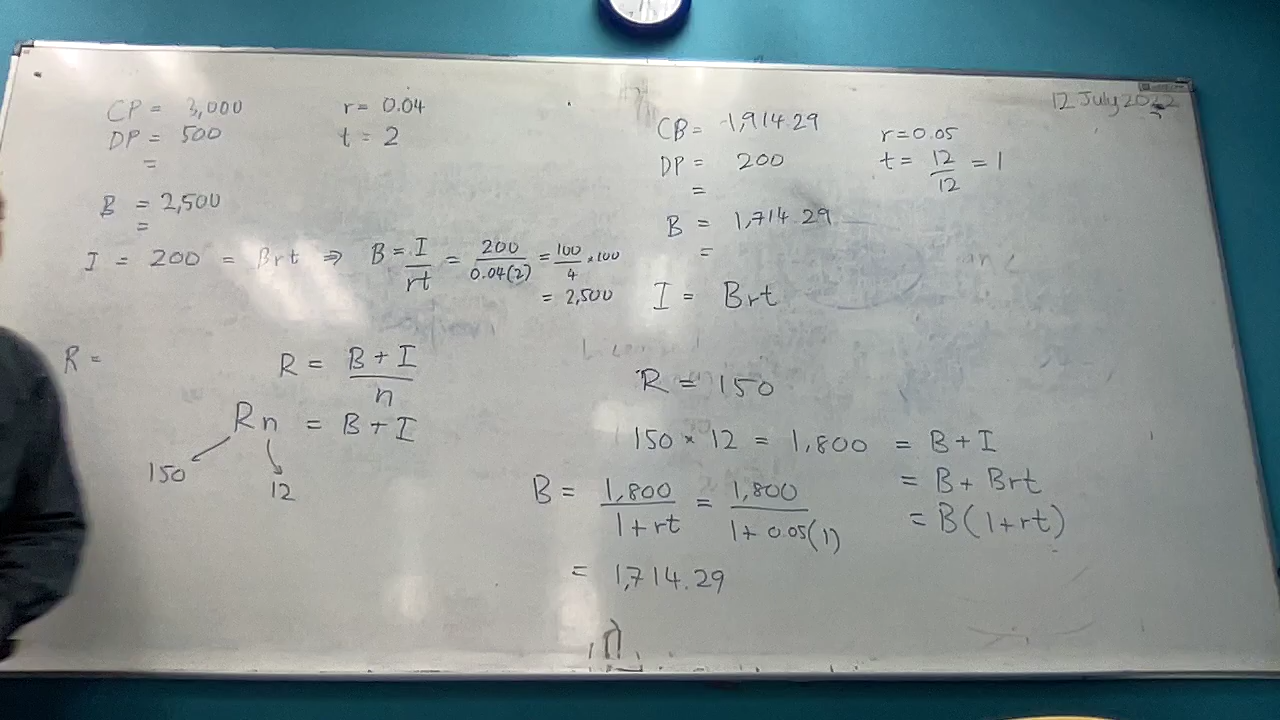 12 July 2022
CP = 3,000 r = 0.04
DP = 500 t = 2
=
B = 2,500
=
I = 200 = Brt ⇒ B = I/rt = 200/0.04(2) = 100/4 × 100
= 2,500
R = R = B + I/n
Rn = B + I
150 12
CB = 1,914.29 r = 0.05
DP = 200 t = 12/12 = 1
=
B = 1,714.29
=
I = Brt
R = 150
150 × 12 = 1,800 = B + I
= B + Brt
= B(1+rt)
B = 1,800/1+rt = 1,800/1+0.05(1)
= 1,714.29